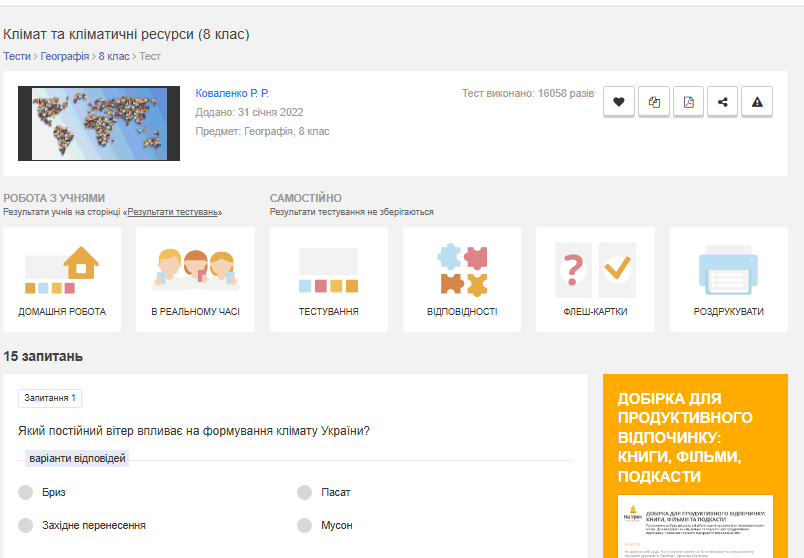 Клімат та кліматичні ресурси (8 клас)
Тести > Географія > 8 клас > Тест
Коваленко Р. Р.
Додано: 31 січня 2022
Предмет: Географія, 8 клас
Тест виконано: 16058 разів
РОБОТА З УЧНЯМИ
Результати учнів на сторінці «Результати тестувань»
САМОСТІЙНО
Результати тестування не зберігаються
ДОМАШНЯ РОБОТА
В РЕАЛЬНОМУ ЧАСІ
ТЕСТУВАННЯ
ВІДПОВІДНОСТІ
ФЛЕШ-КАРТКИ
РОЗДРУКУВАТИ
15 запитань
Запитання 1
Який постійний вітер впливає на формування клімату України?
варіанти відповідей
Бриз
Пасат
Західне перенесення
Мусон
ДОБІРКА ДЛЯ
ПРОДУКТИВНОГО
ВІДПОЧИНКУ:
КНИГИ, ФІЛЬМИ,
ПОДКАСТИ
На Урок
ДОБІРКА ДЛЯ ПРОДУКТИВНОГО ВІДПОЧИНКУ:
КНИГИ, ФІЛЬМИ ТА ПОДКАСТИ